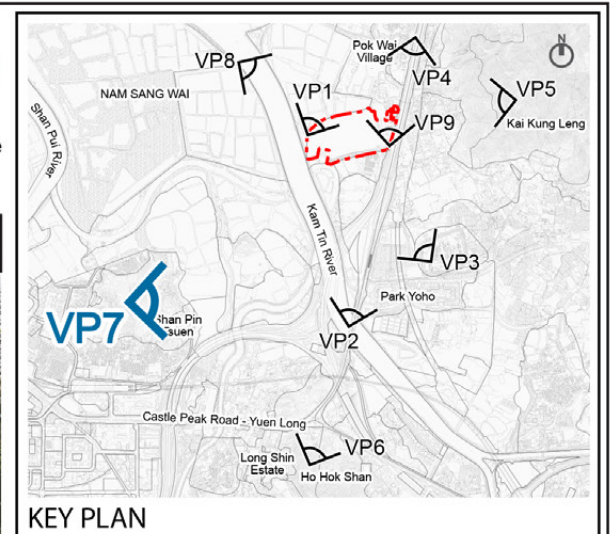 N
Pok Wai
Village
VP8
VP4
NAM SANG WAI
VP1
VP5
VP9
Kai Kung Leng
Shan Pui River
Kam Tin River
VP3
Park Yoho
VP7
Shan Pin
Tsuen
VP2
Castle Peak Road - Yuen Long
Long Shin
Estate
VP6
Ho Hok Shan
KEY PLAN